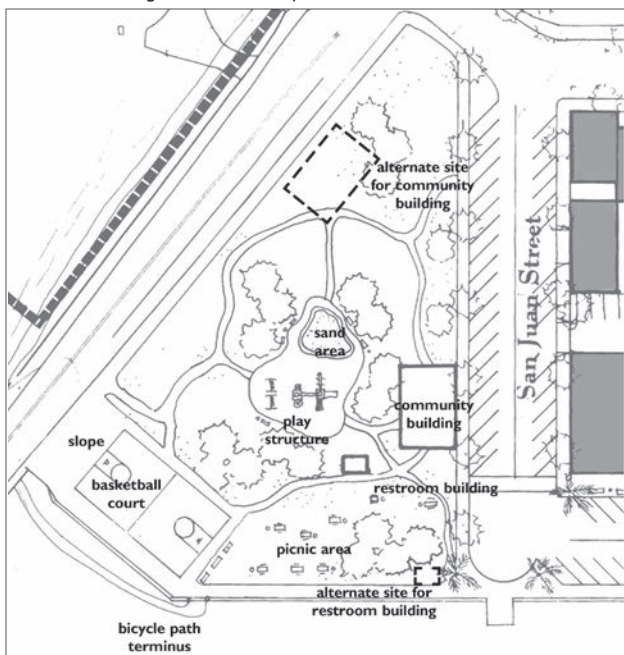 alternate site
for community
building
San Juan Street
sand
area
community
building
play
structure
slope
basketball
court
restroom building
picnic area
alternate site for
restroom building
bicycle path
terminus